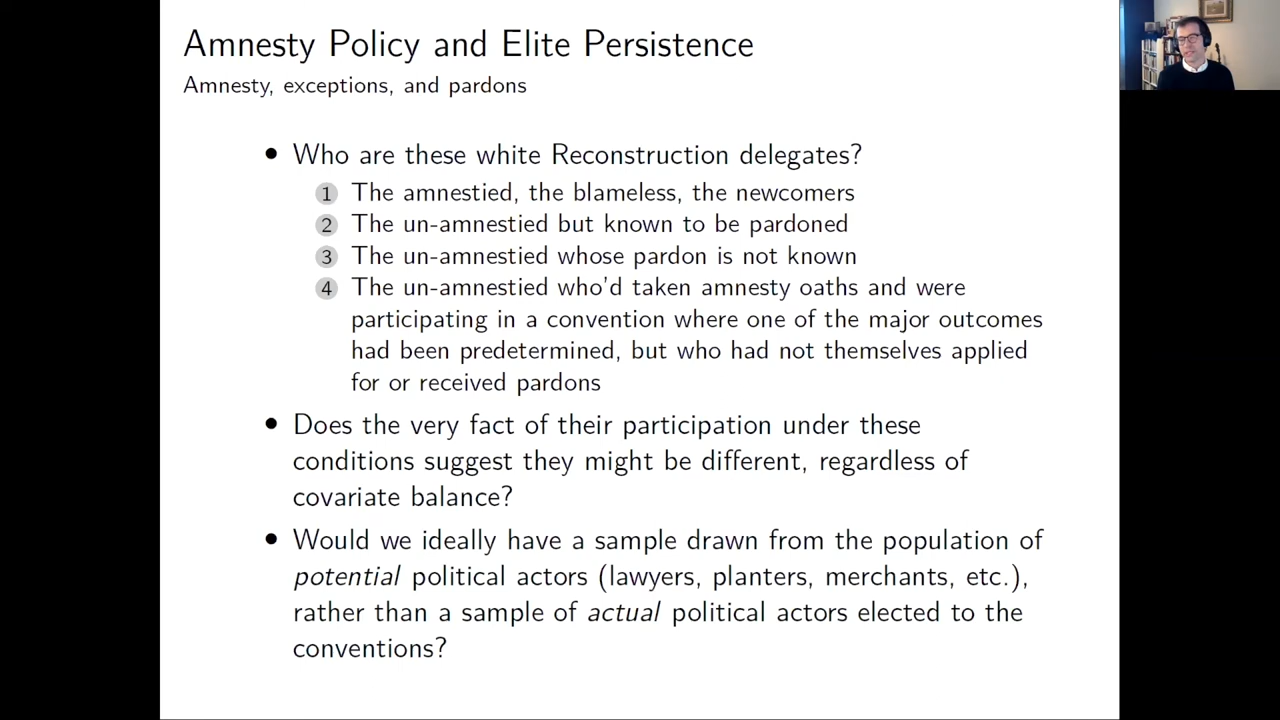 Amnesty Policy and Elite Persistence
Amnesty, exceptions, and pardons
• Who are these white Reconstruction delegates?
1 The amnestied, the blameless, the newcomers
2 The un-amnestied but known to be pardoned
3 The un-amnestied whose pardon is not known
4 The un-amnestied who'd taken amnesty oaths and were
participating in a convention where one of the major outcomes
had been predetermined, but who had not themselves applied
for or received pardons
• Does the very fact of their participation under these
conditions suggest they might be different, regardless of
covariate balance?
• Would we ideally have a sample drawn from the population of
potential political actors (lawyers, planters, merchants, etc.),
rather than a sample of actual political actors elected to the
conventions?